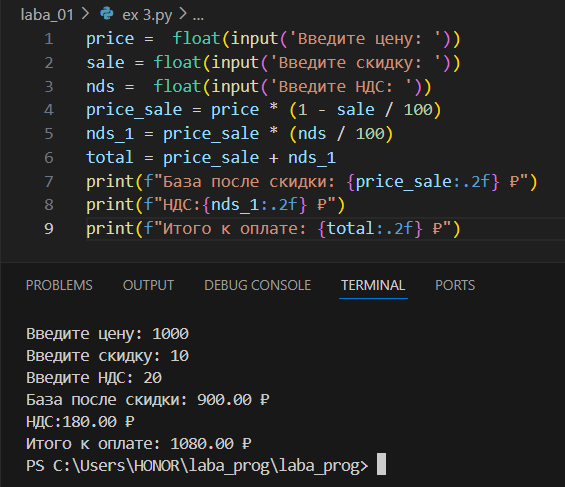 laba_01 > ex 3.py > ...
1 price =  float(input('Введите цену: '))
2 sale = float(input('Введите скидку: '))
3 nds =  float(input('Введите НДС: '))
4 price_sale = price * (1 - sale / 100)
5 nds_1 = price_sale * (nds / 100)
6 total = price_sale + nds_1
7 print(f"База после скидки: {price_sale:.2f} ₽")
8 print(f"НДС:{nds_1:.2f} ₽")
9 print(f"Итого к оплате: {total:.2f} ₽")
PROBLEMS OUTPUT DEBUG CONSOLE TERMINAL PORTS
Введите цену: 1000
Введите скидку: 10
Введите НДС: 20
База после скидки: 900.00 ₽
НДС:180.00 ₽
Итого к оплате: 1080.00 ₽
PS C:\Users\HONOR\laba_prog\laba_prog>